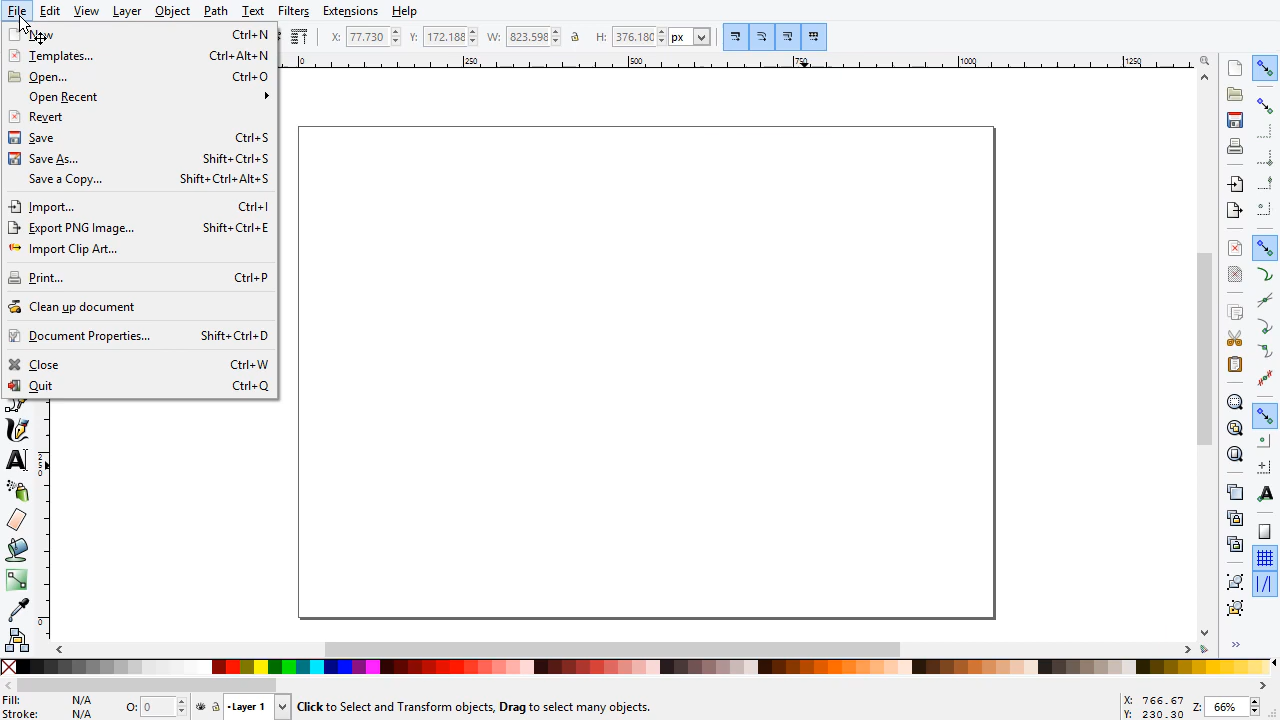 File Edit View Layer Object Path Text Filters Extensions Help
New Ctrl+N
X: 77.730 Y: 172.188 W: 823.598 H: 376.180 px
Templates... Ctrl+Alt+N
Open... Ctrl+O
0 250 500 750 1000 1250
Open Recent
Revert
Save Ctrl+S
Save As... Shift+Ctrl+S
Save a Copy... Shift+Ctrl+Alt+S
Import... Ctrl+I
Export PNG Image... Shift+Ctrl+E
Import Clip Art...
Print... Ctrl+P
Clean up document
Document Properties... Shift+Ctrl+D
Close Ctrl+W
Quit Ctrl+Q
250
0
Fill: N/A
Stroke: N/A
O: 0
Layer 1
Click to Select and Transform objects, Drag to select many objects.
X: 766.67
Y: 230.30
Z: 66%